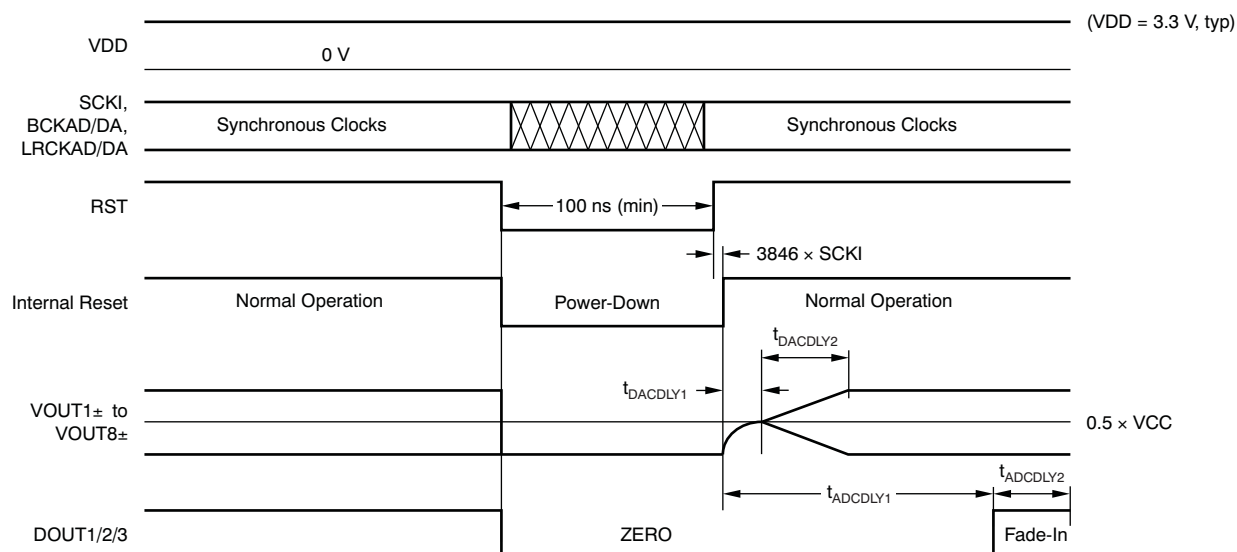 (VDD = 3.3 V, typ)
VDD
0 V
SCKI,
BCKAD/DA,
LRCKAD/DA
Synchronous Clocks
Synchronous Clocks
RST
100 ns (min)
3846 × SCKI
Internal Reset
Normal Operation
Power-Down
Normal Operation
tDACDLY2
tDACDLY1
VOUT1± to
VOUT8±
0.5 × VCC
tADCDLY1
tADCDLY2
DOUT1/2/3
ZERO
Fade-In